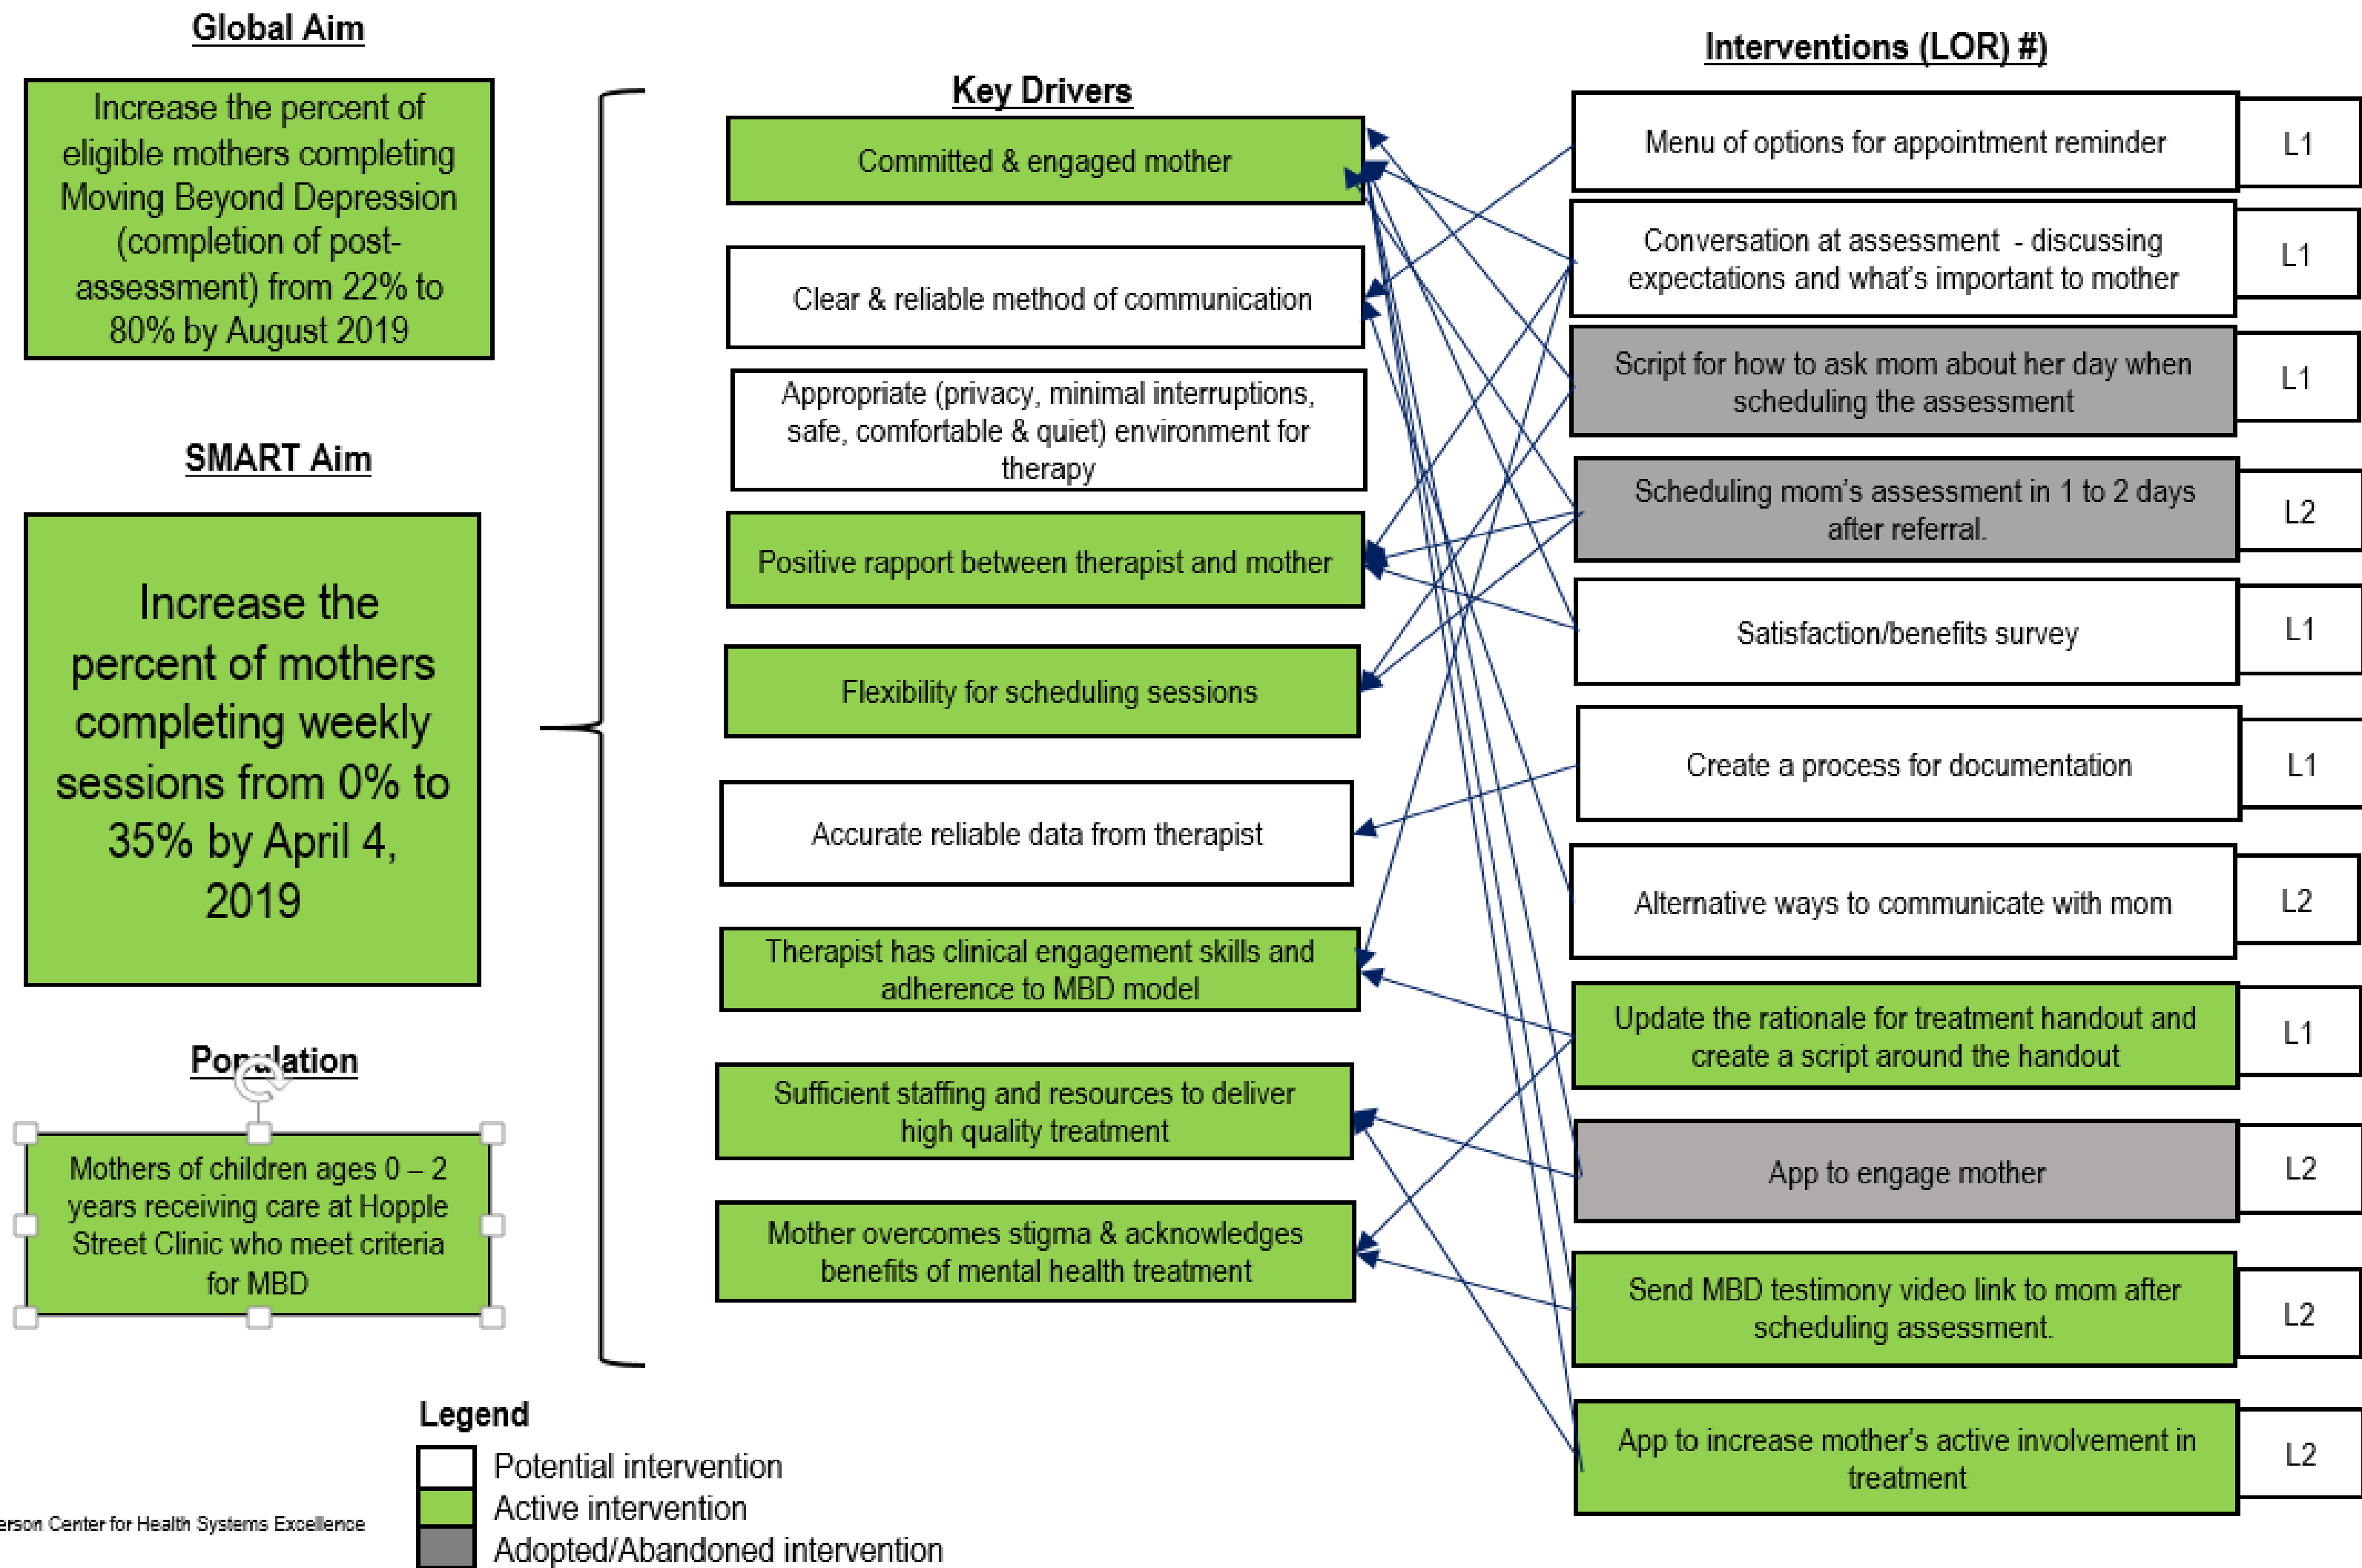 Global Aim
Increase the percent of
eligible mothers completing
Moving Beyond Depression
(completion of post-
assessment) from 22% to
80% by August 2019
SMART Aim
Increase the
percent of mothers
completing weekly
sessions from 0% to
35% by April 4,
2019
Population
Mothers of children ages 0 – 2
years receiving care at Hopple
Street Clinic who meet criteria
for MBD
Key Drivers
Committed & engaged mother
Clear & reliable method of communication
Appropriate (privacy, minimal interruptions,
safe, comfortable & quiet) environment for
therapy
Positive rapport between therapist and mother
Flexibility for scheduling sessions
Accurate reliable data from therapist
Therapist has clinical engagement skills and
adherence to MBD model
Sufficient staffing and resources to deliver
high quality treatment
Mother overcomes stigma & acknowledges
benefits of mental health treatment
Interventions (LOR) #)
Menu of options for appointment reminder
L1
Conversation at assessment - discussing
expectations and what's important to mother
L1
Script for how to ask mom about her day when
scheduling the assessment
L1
Scheduling mom's assessment in 1 to 2 days
after referral.
L2
Satisfaction/benefits survey
L1
Create a process for documentation
L1
Alternative ways to communicate with mom
L2
Update the rationale for treatment handout and
create a script around the handout
L1
App to engage mother
L2
Send MBD testimony video link to mom after
scheduling assessment.
L2
App to increase mother's active involvement in
treatment
L2
Legend
Potential intervention
Active intervention
Adopted/Abandoned intervention
erson Center for Health Systems Excellence